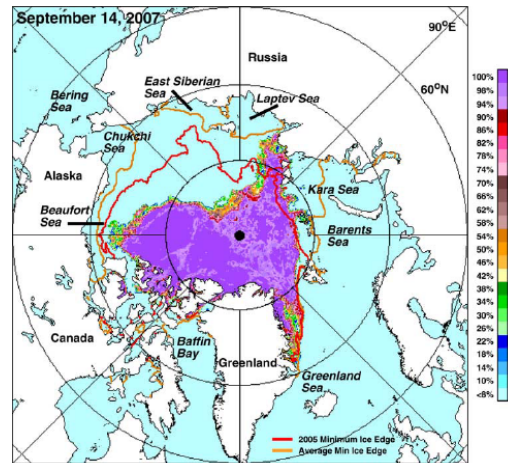 September 14, 2007
90°E
Russia
60°N
East Siberian
Sea
Laptev Sea
Bering
Sea
Chukchi
Sea
Alaska
Kara Sea
Beaufort
Sea
Barents
Sea
Canada
Baffin
Bay
Greenland
Greenland
Sea
2005 Minimum Ice Edge
Average Min Ice Edge
100%
98%
94%
93%
90%
86%
82%
78%
74%
70%
66%
62%
58%
54%
50%
46%
42%
38%
34%
30%
26%
22%
18%
14%
10%
<8%